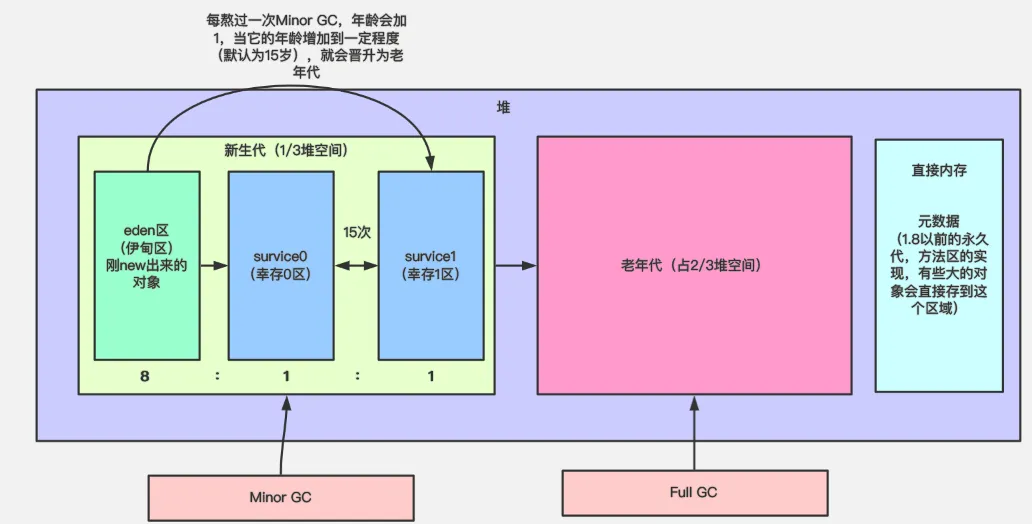 每熬过一次Minor GC，年龄会加
1，当它的年龄增加到一定程度
（默认为15岁），就会晋升为老
年代
堆
新生代（1/3堆空间）
eden区
（伊甸区）
刚new出来的
对象
survice0
（幸存0区）
15次
survice1
（幸存1区）
8 : 1 : 1
老年代（占2/3堆空间）
直接内存
元数据
（1.8以前的永久
代，方法区的实
现，有些大的对
象会直接存到这
个区域）
Minor GC
Full GC